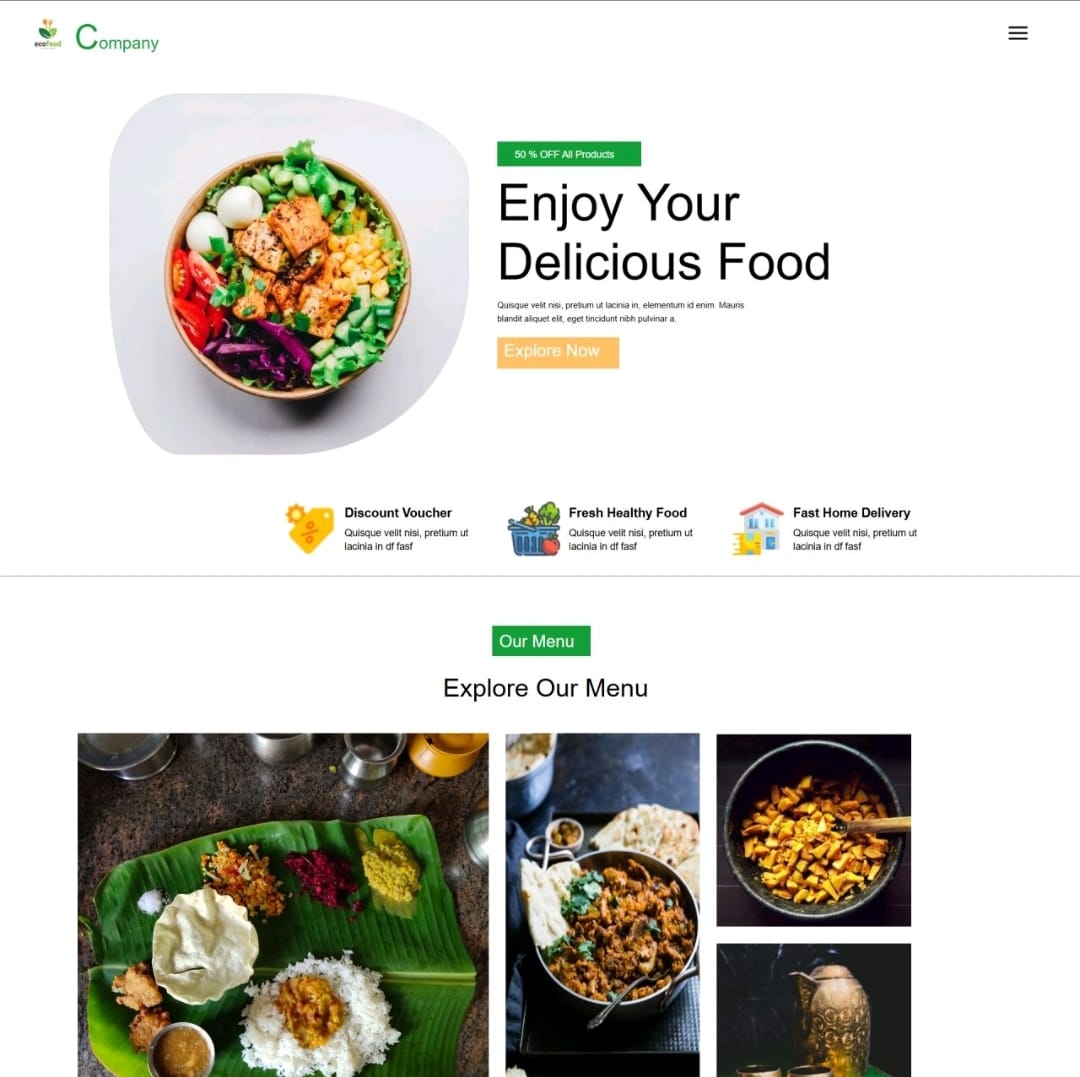 ecofood
Company
50 % OFF All Products
Enjoy Your
Delicious Food
Quisque velit nisi, pretium ut lacinia in, elementum id enim. Mauris
blandit aliquet elit, eget tincidunt nibh pulvinar a.
Explore Now
Discount Voucher
Quisque velit nisi, pretium ut
lacinia in df fasf
Fresh Healthy Food
Quisque velit nisi, pretium ut
lacinia in df fasf
Fast Home Delivery
Quisque velit nisi, pretium ut
lacinia in df fasf
Our Menu
Explore Our Menu